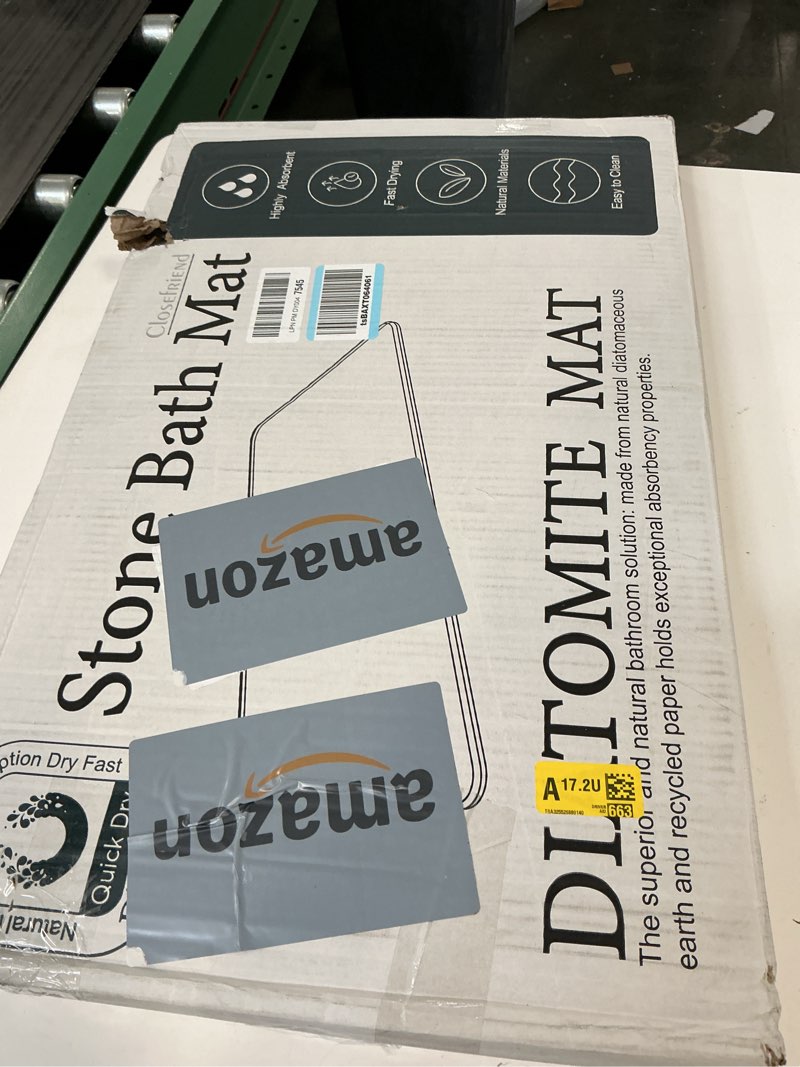 Highly Absorbent
Fast Drying
Natural Materials
Easy to Clean
Closefriend
Stone Bath Mat
7545
tsBAXT064061
amazon
amazon
ption Dry Fast
Quick Dry
Natural
A 17.2U
663
DIATOMITE MAT
The superior and natural bathroom solution: made from natural diatomaceous
earth and recycled paper holds exceptional absorbency properties.